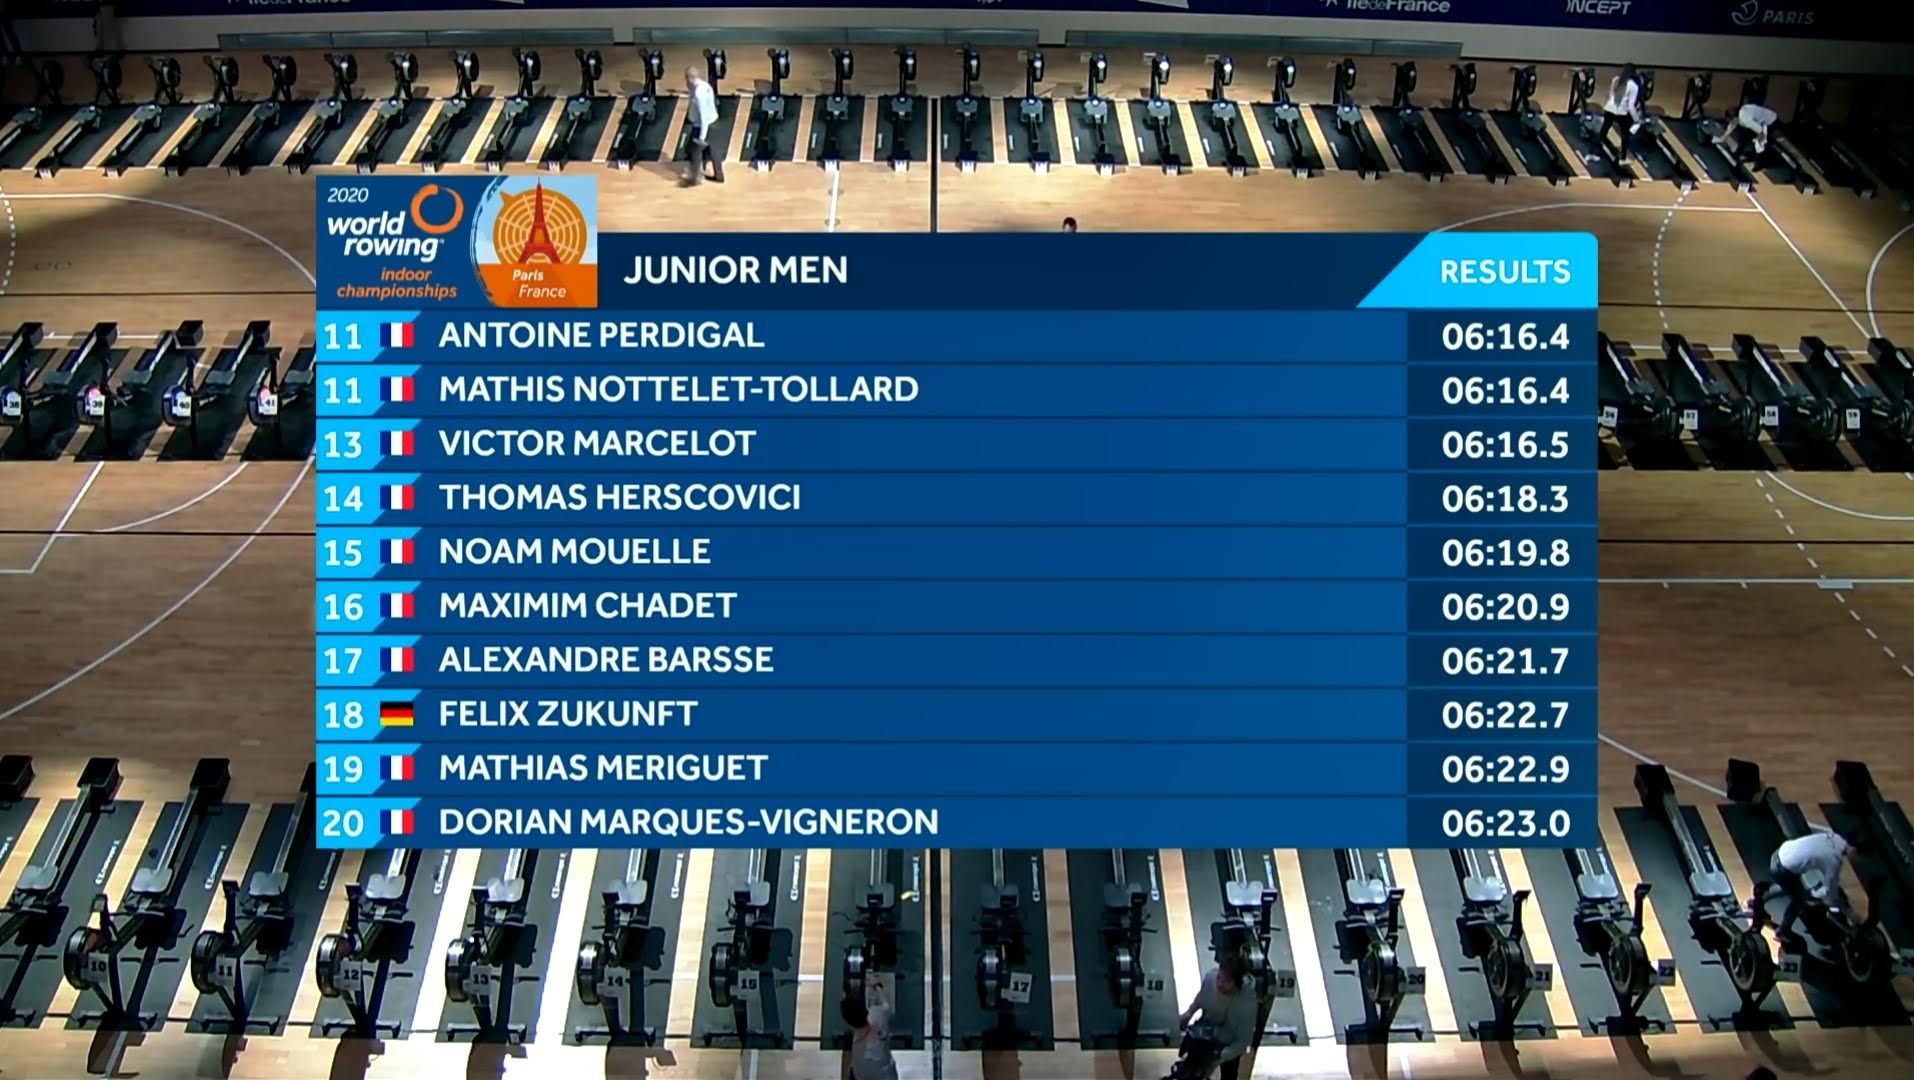 îledeFrance
îledeFrance
INCEPT
PARIS
2020
world
rowing
indoor
championships
Paris
France
JUNIOR MEN
RESULTS
11 ANTOINE PERDIGAL 06:16.4
11 MATHIS NOTTELET-TOLLARD 06:16.4
13 VICTOR MARCELOT 06:16.5
14 THOMAS HERSCOVICI 06:18.3
15 NOAM MOUELLE 06:19.8
16 MAXIMIM CHADET 06:20.9
17 ALEXANDRE BARSSE 06:21.7
18 FELIX ZUKUNFT 06:22.7
19 MATHIAS MERIGUET 06:22.9
20 DORIAN MARQUES-VIGNERON 06:23.0
10
11
12
13
14
15
17
18
19
20
21
22
23